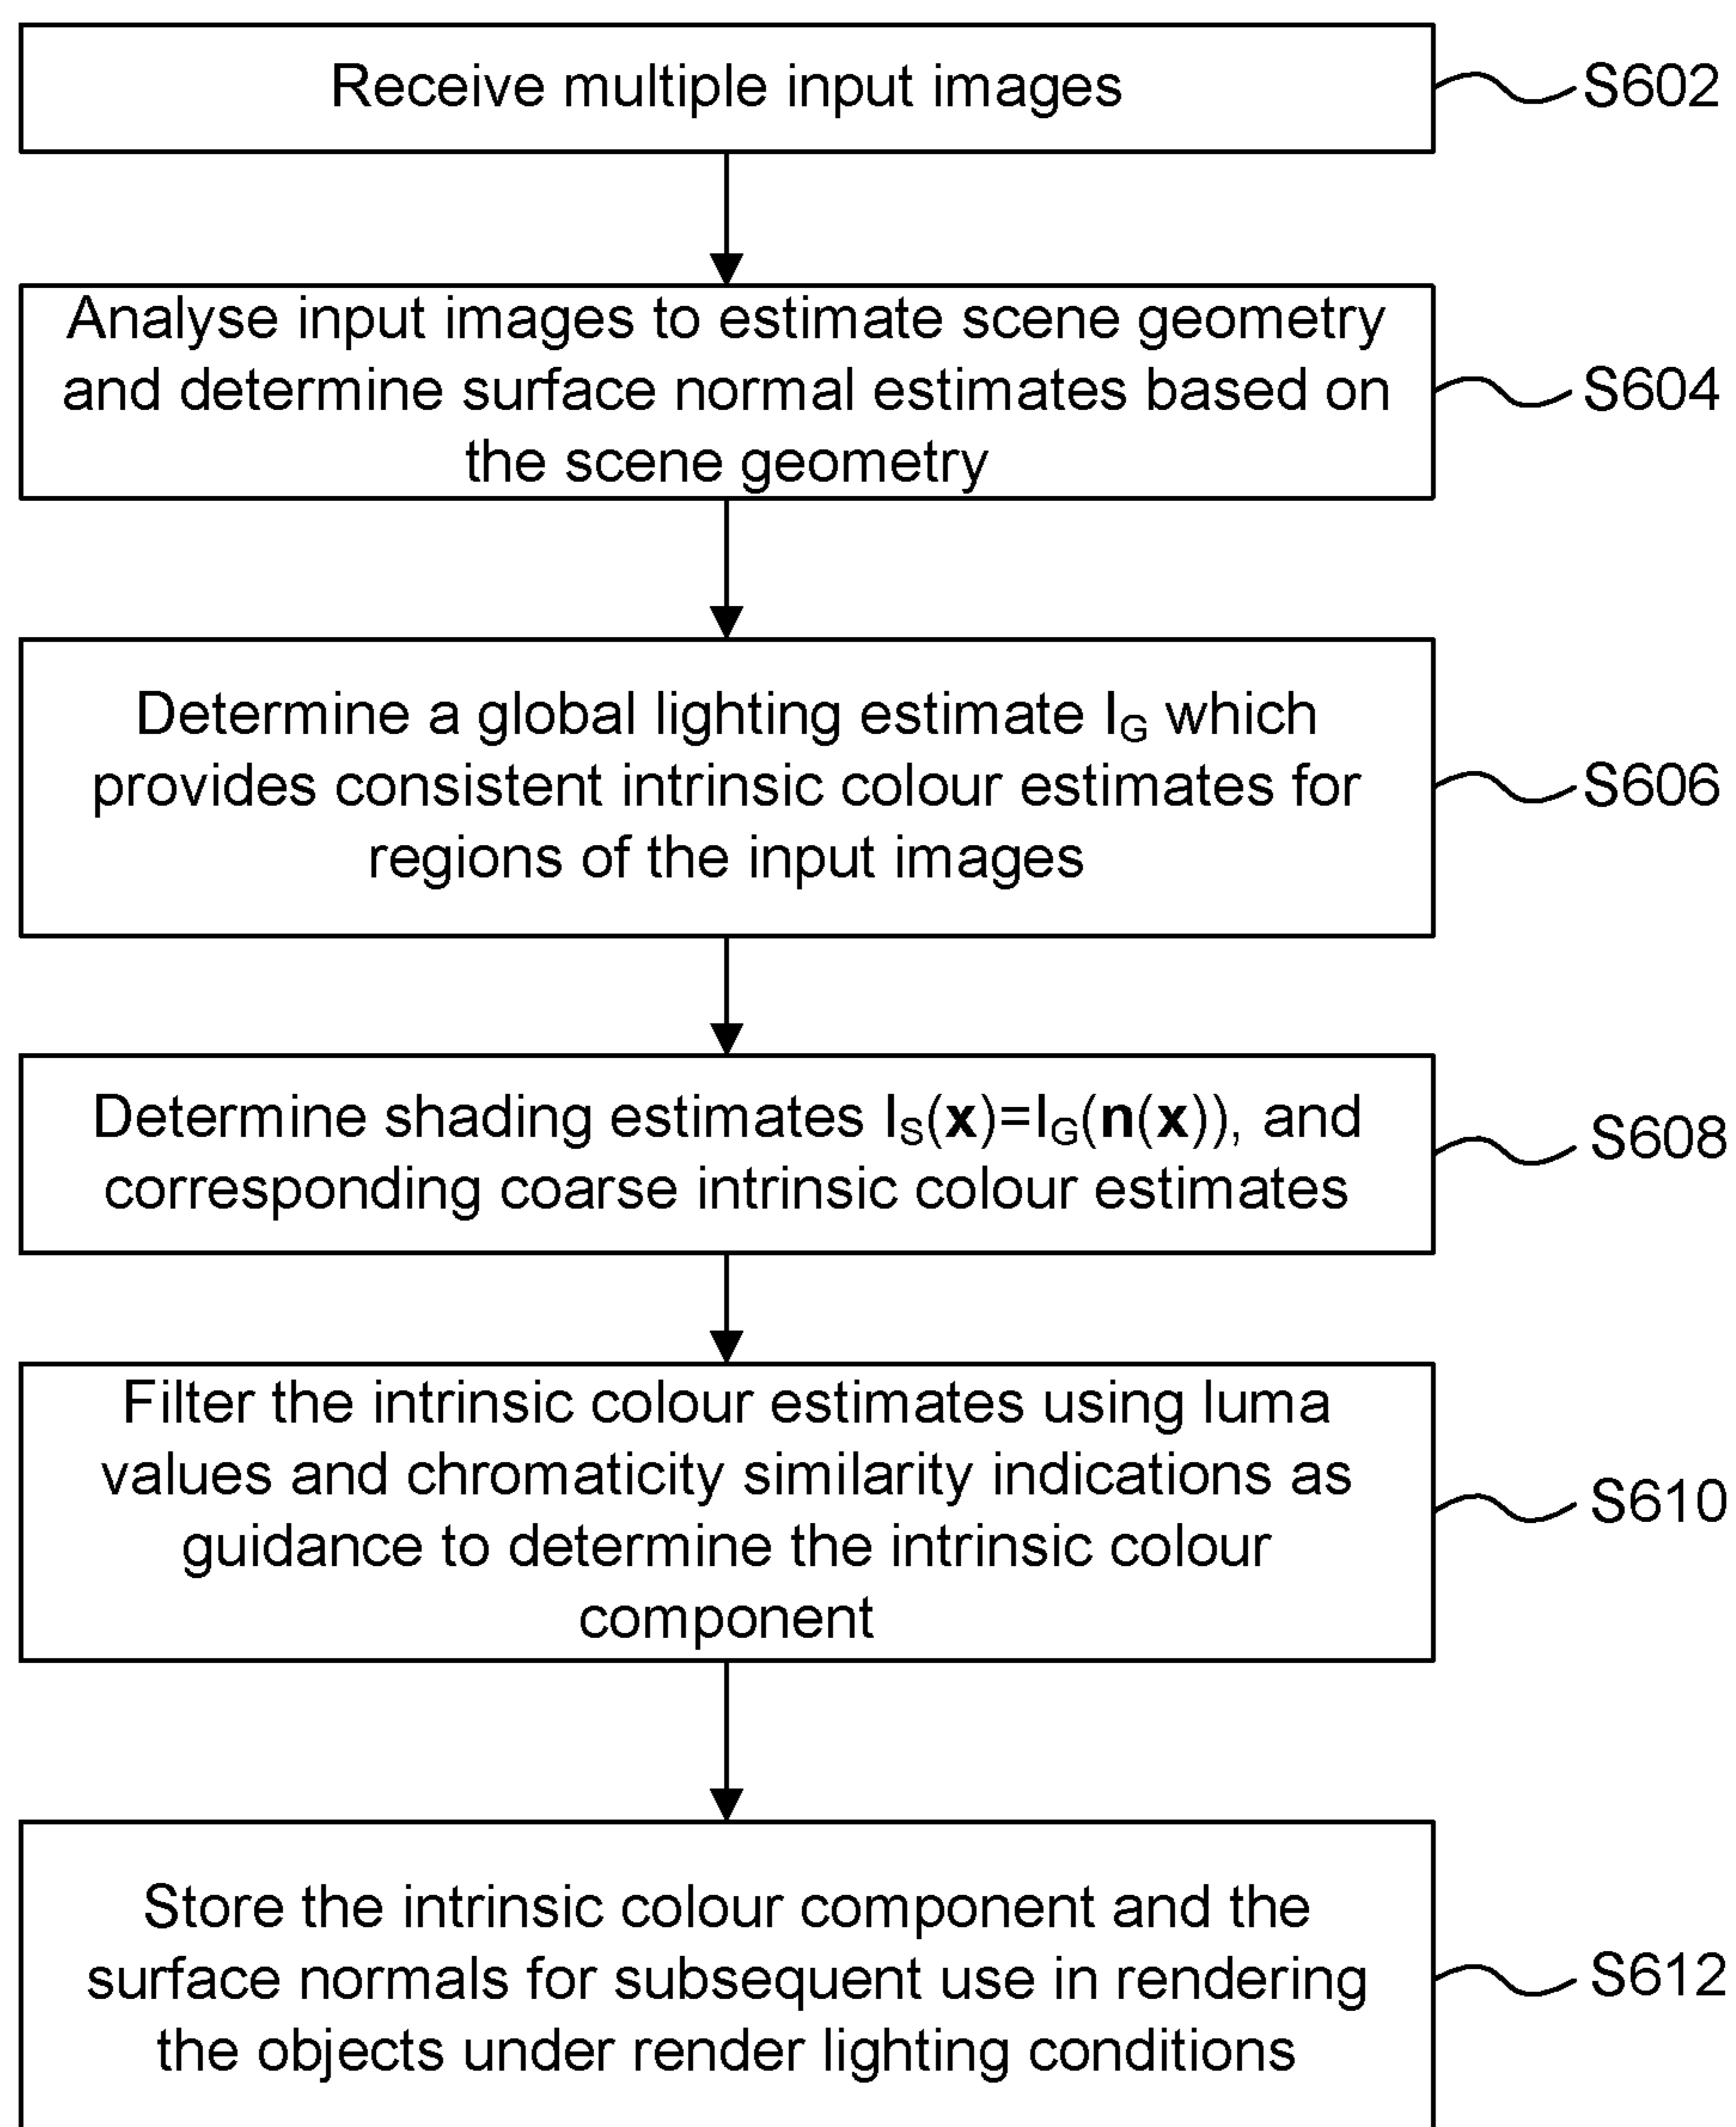 Receive multiple input images
S602
Analyse input images to estimate scene geometry
and determine surface normal estimates based on
the scene geometry
S604
Determine a global lighting estimate I_G which
provides consistent intrinsic colour estimates for
regions of the input images
S606
Determine shading estimates I_S(x)=I_G(n(x)), and
corresponding coarse intrinsic colour estimates
S608
Filter the intrinsic colour estimates using luma
values and chromaticity similarity indications as
guidance to determine the intrinsic colour
component
S610
Store the intrinsic colour component and the
surface normals for subsequent use in rendering
the objects under render lighting conditions
S612